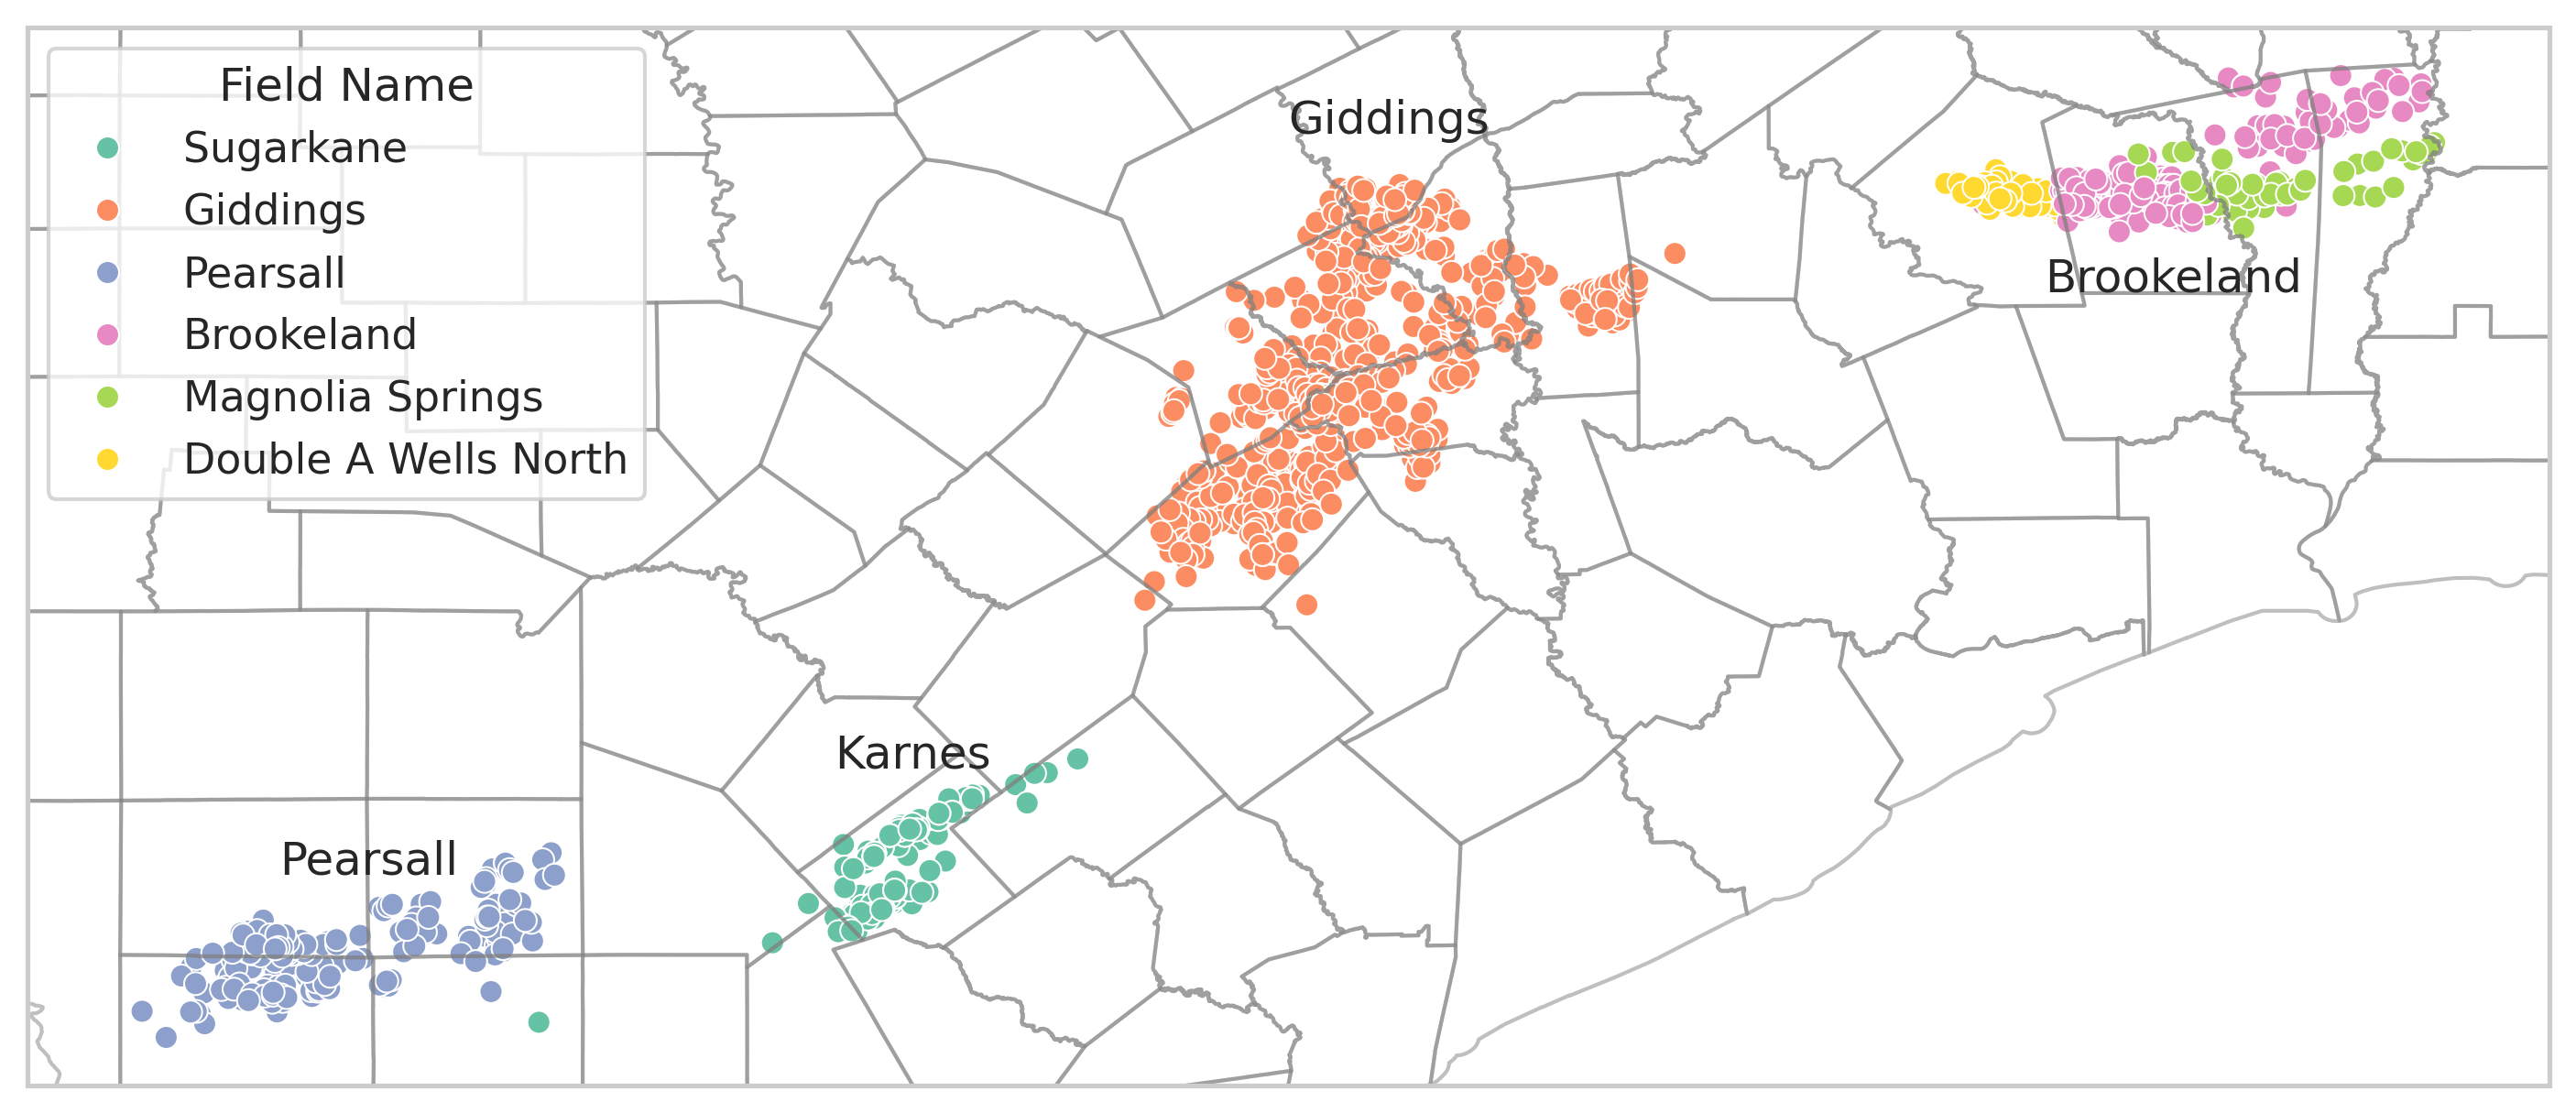 Field Name
Sugarkane
Giddings
Pearsall
Brookeland
Magnolia Springs
Double A Wells North
Giddings
Brookeland
Karnes
Pearsall